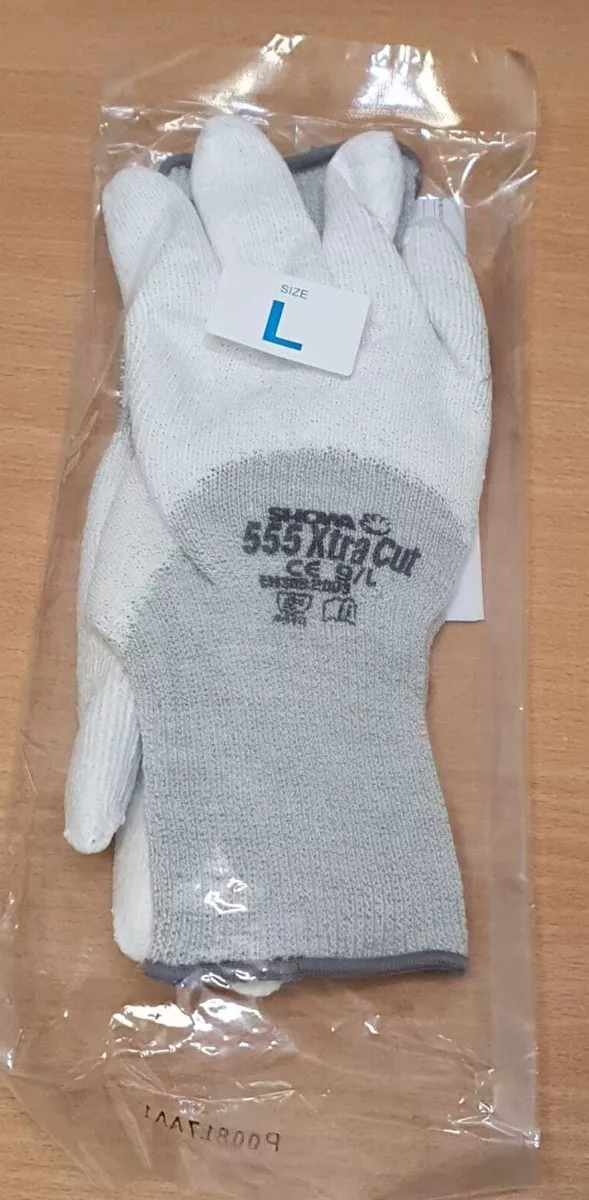 SIZE
L
SHOWA
555 Xtra Cut
CE 9/L
P00817AA1